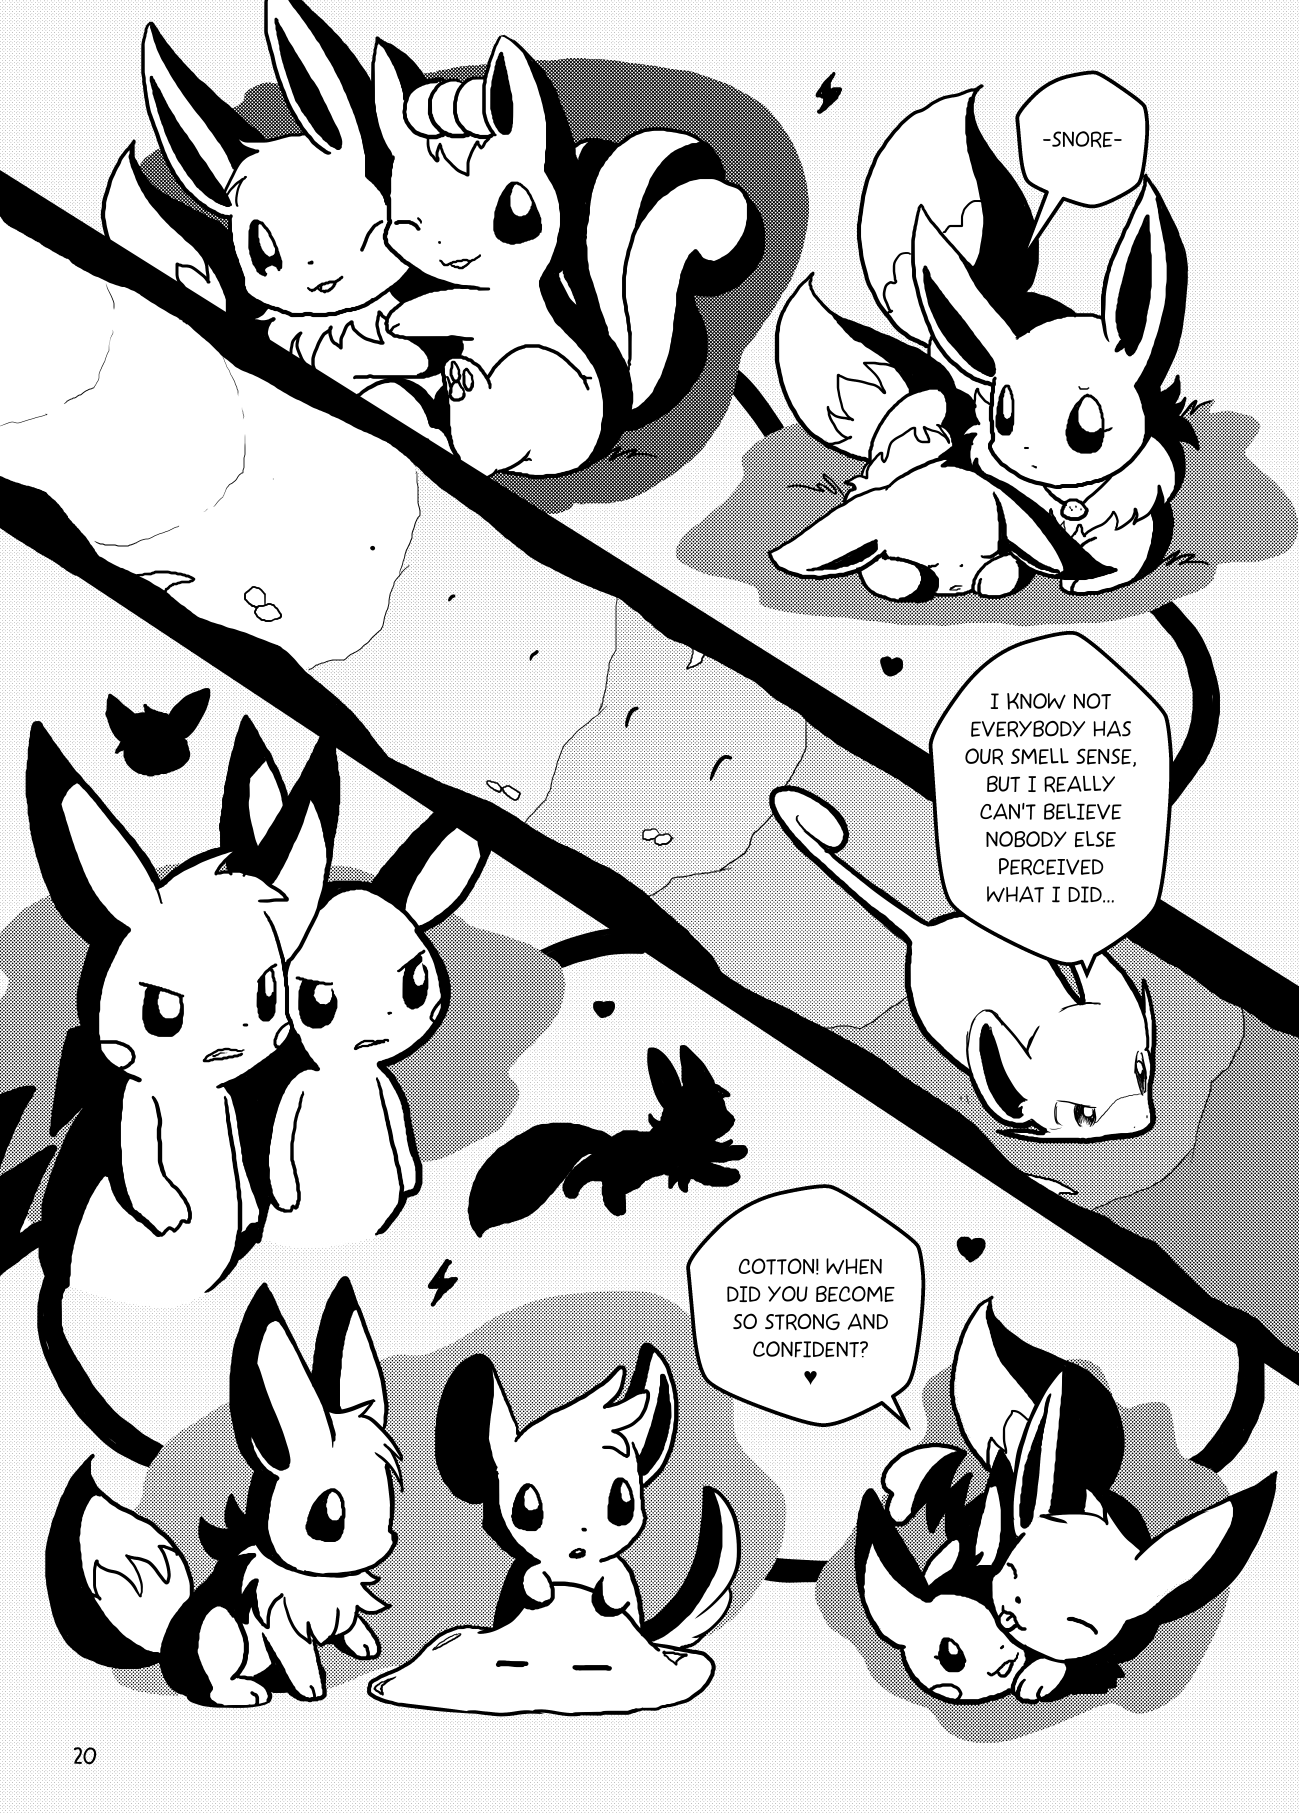 -SNORE-
I KNOW NOT
EVERYBODY HAS
OUR SMELL SENSE,
BUT I REALLY
CAN'T BELIEVE
NOBODY ELSE
PERCEIVED
WHAT I DID...
COTTON! WHEN
DID YOU BECOME
SO STRONG AND
CONFIDENT?
♥
20